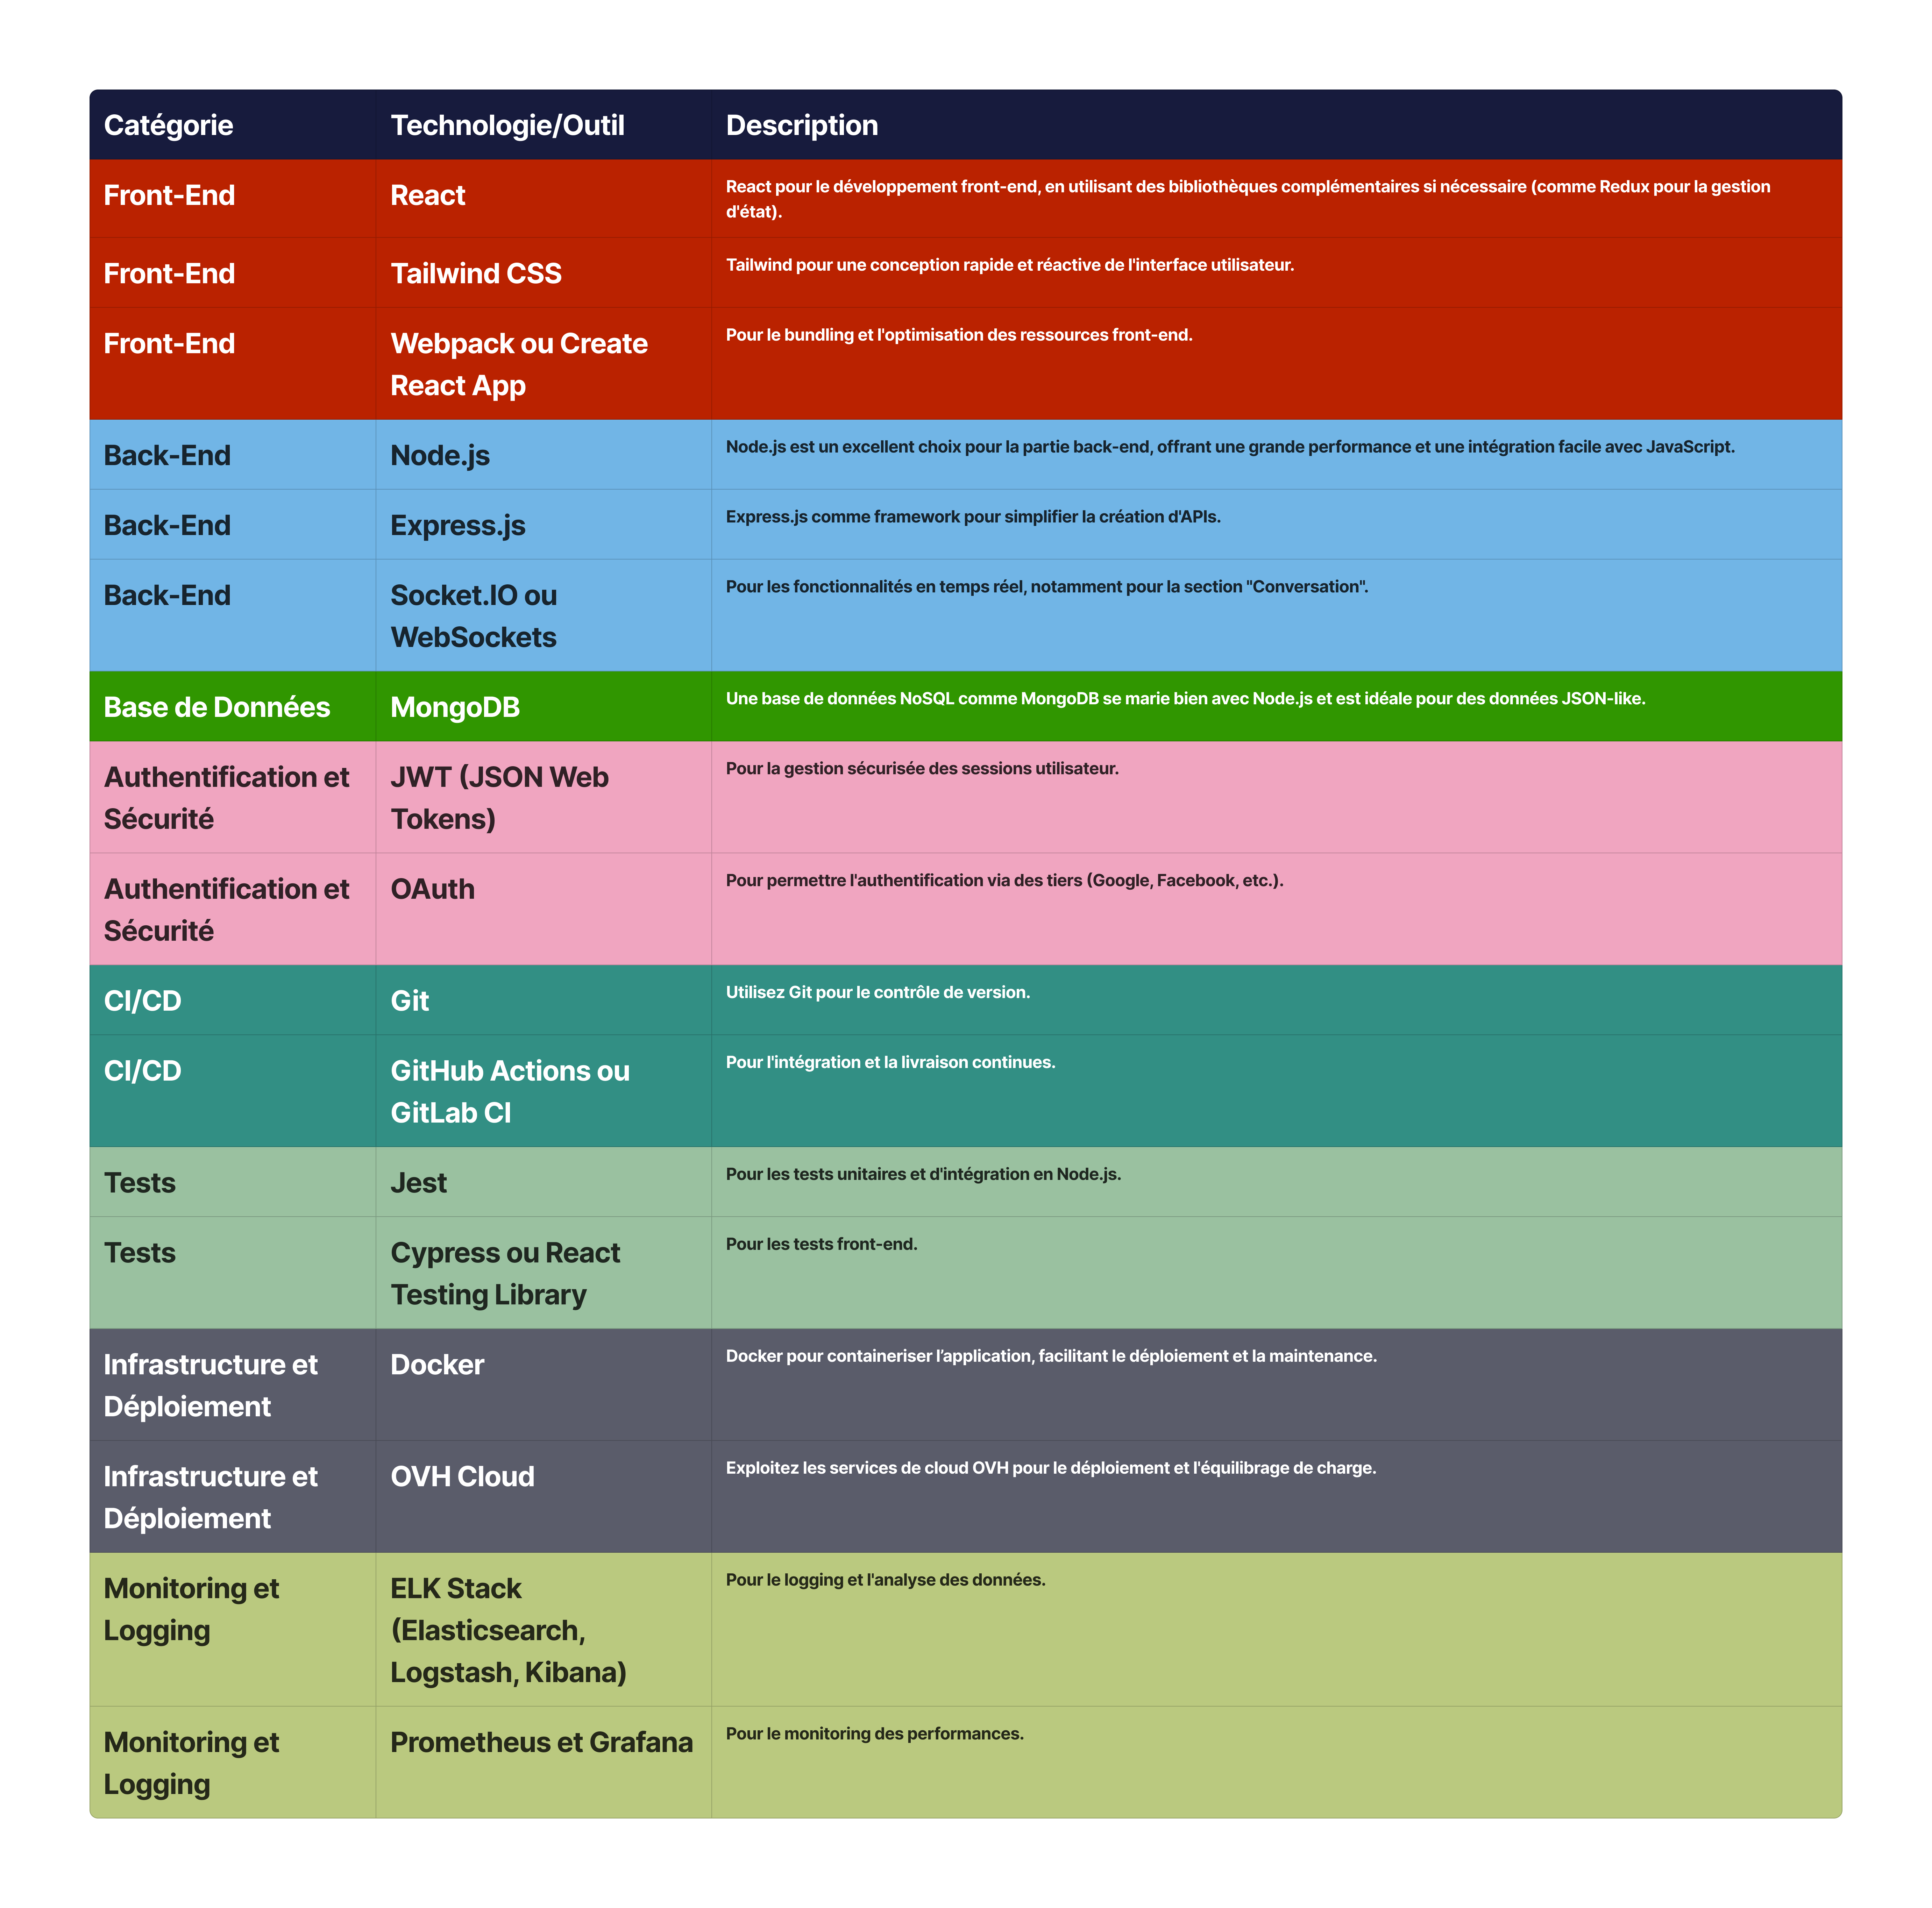 Catégorie
Technologie/Outil
Description
Front-End
React
React pour le développement front-end, en utilisant des bibliothèques complémentaires si nécessaire (comme Redux pour la gestion
d'état).
Front-End
Tailwind CSS
Tailwind pour une conception rapide et réactive de l'interface utilisateur.
Front-End
Webpack ou Create
React App
Pour le bundling et l'optimisation des ressources front-end.
Back-End
Node.js
Node.js est un excellent choix pour la partie back-end, offrant une grande performance et une intégration facile avec JavaScript.
Back-End
Express.js
Express.js comme framework pour simplifier la création d'APIs.
Back-End
Socket.IO ou
WebSockets
Pour les fonctionnalités en temps réel, notamment pour la section "Conversation".
Base de Données
MongoDB
Une base de données NoSQL comme MongoDB se marie bien avec Node.js et est idéale pour des données JSON-like.
Authentification et
Sécurité
JWT (JSON Web
Tokens)
Pour la gestion sécurisée des sessions utilisateur.
Authentification et
Sécurité
OAuth
Pour permettre l'authentification via des tiers (Google, Facebook, etc.).
CI/CD
Git
Utilisez Git pour le contrôle de version.
CI/CD
GitHub Actions ou
GitLab CI
Pour l'intégration et la livraison continues.
Tests
Jest
Pour les tests unitaires et d'intégration en Node.js.
Tests
Cypress ou React
Testing Library
Pour les tests front-end.
Infrastructure et
Déploiement
Docker
Docker pour containeriser l’application, facilitant le déploiement et la maintenance.
Infrastructure et
Déploiement
OVH Cloud
Exploitez les services de cloud OVH pour le déploiement et l'équilibrage de charge.
Monitoring et
Logging
ELK Stack
(Elasticsearch,
Logstash, Kibana)
Pour le logging et l'analyse des données.
Monitoring et
Logging
Prometheus et Grafana
Pour le monitoring des performances.